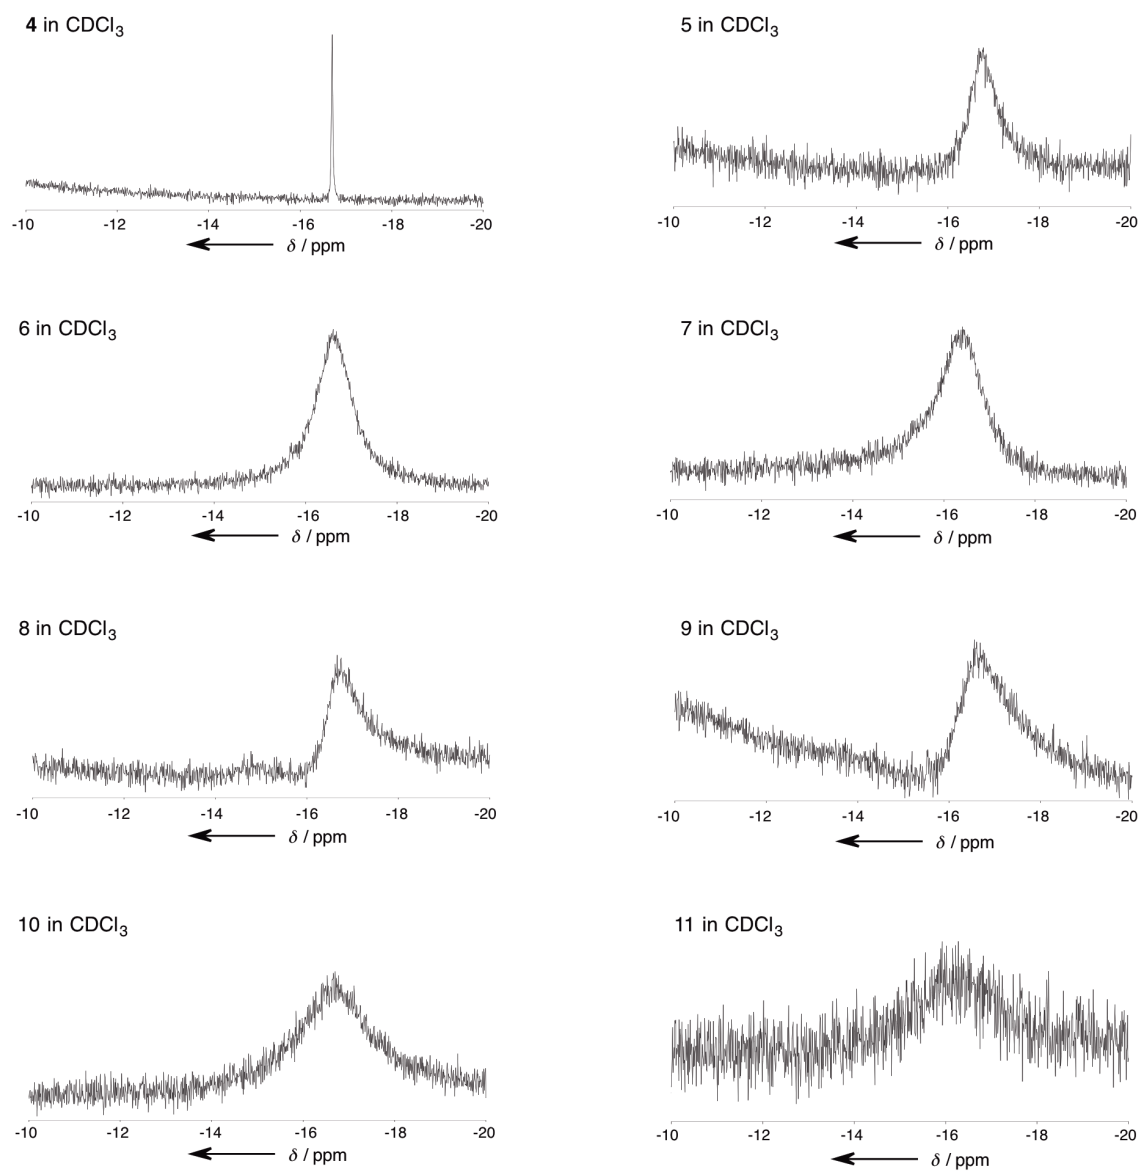 4 in CDCl3
5 in CDCl3
-10 -12 -14 -16 -18 -20
δ / ppm
-10 -12 -14 -16 -18 -20
δ / ppm
6 in CDCl3
7 in CDCl3
-10 -12 -14 -16 -18 -20
δ / ppm
-10 -12 -14 -16 -18 -20
δ / ppm
8 in CDCl3
9 in CDCl3
-10 -12 -14 -16 -18 -20
δ / ppm
-10 -12 -14 -16 -18 -20
δ / ppm
10 in CDCl3
11 in CDCl3
-10 -12 -14 -16 -18 -20
δ / ppm
-10 -12 -14 -16 -18 -20
δ / ppm